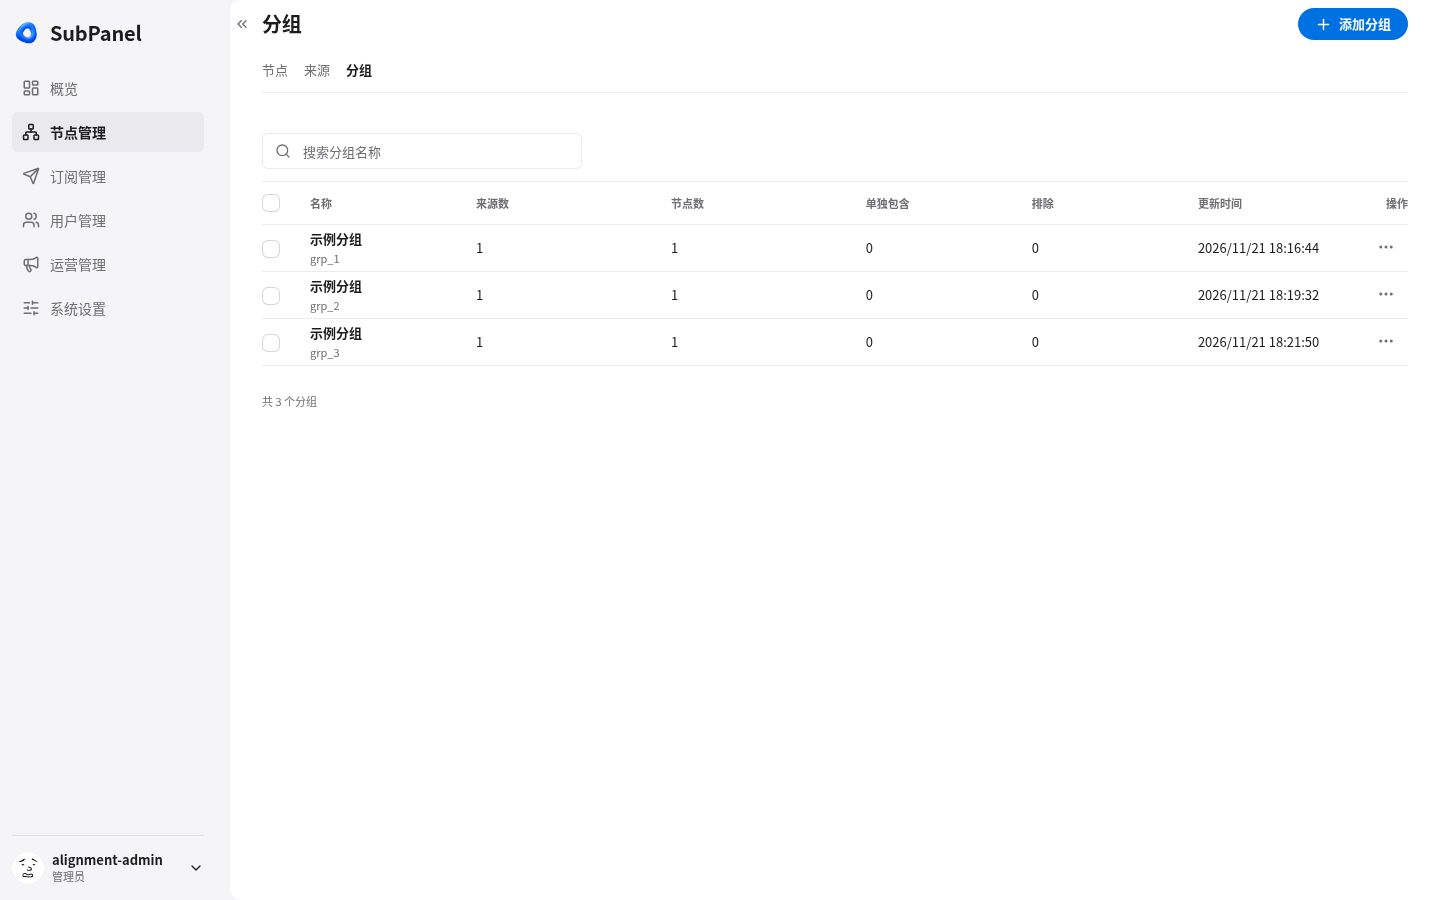 SubPanel
概览
节点管理
订阅管理
用户管理
运营管理
系统设置
alignment-admin
管理员
分组
添加分组
节点 来源 分组
搜索分组名称
名称 来源数 节点数 单独包含 排除 更新时间 操作
示例分组
grp_1
1 1 0 0 2026/11/21 18:16:44
示例分组
grp_2
1 1 0 0 2026/11/21 18:19:32
示例分组
grp_3
1 1 0 0 2026/11/21 18:21:50
共 3 个分组